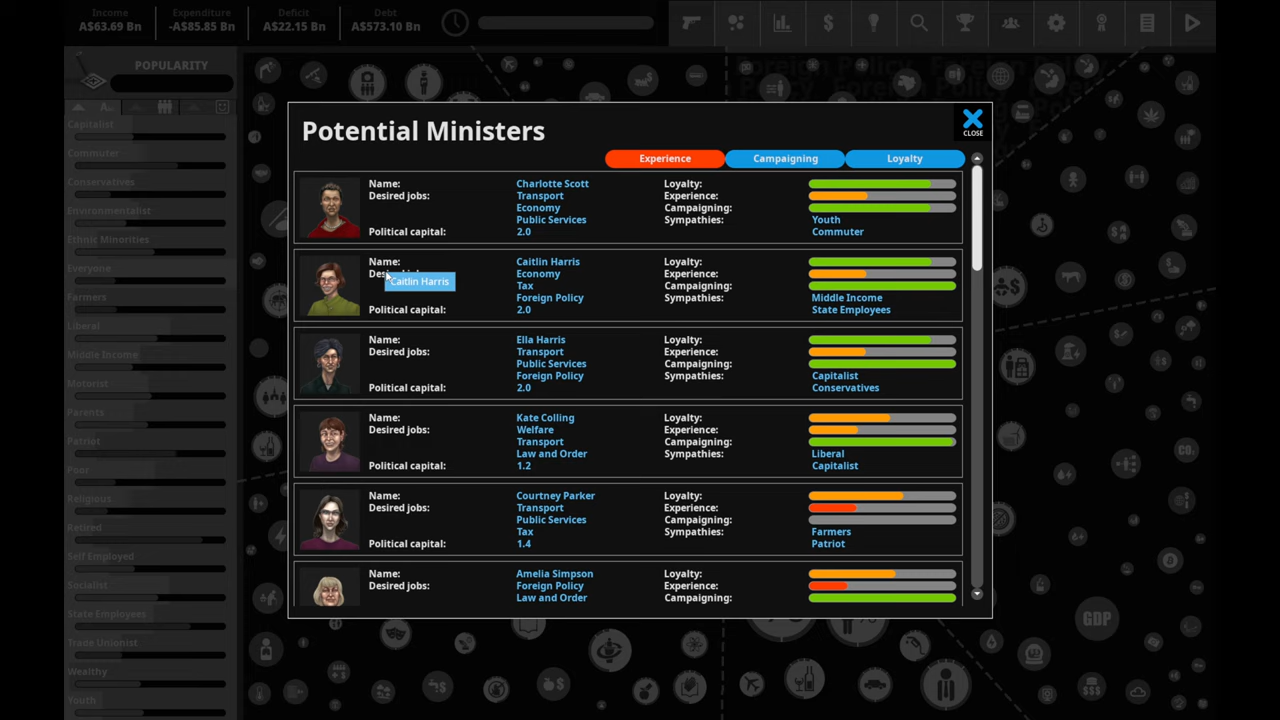 Income Expenditure Deficit Debt
A$63.69 Bn -A$85.85 Bn A$22.15 Bn A$573.10 Bn
POPULARITY
Capitalist
Commuter
Conservatives
Environmentalist
Ethnic Minorities
Everyone
Farmers
Liberal
Middle Income
Motorist
Parents
Patriot
Poor
Religious
Retired
Self Employed
Socialist
State Employees
Trade Unionist
Wealthy
Youth
Potential Ministers
CLOSE
Experience Campaigning Loyalty
Name: Charlotte Scott Loyalty:
Desired jobs: Transport Experience:
Economy Campaigning:
Public Services Sympathies: Youth
Political capital: 2.0 Commuter
Name: Caitlin Harris Loyalty:
Economy Experience:
Caitlin Harris Tax Campaigning:
Foreign Policy Sympathies: Middle Income
Political capital: 2.0 State Employees
Name: Ella Harris Loyalty:
Desired jobs: Transport Experience:
Public Services Campaigning:
Foreign Policy Sympathies: Capitalist
Political capital: 2.0 Conservatives
Name: Kate Colling Loyalty:
Desired jobs: Welfare Experience:
Transport Campaigning:
Law and Order Sympathies: Liberal
Political capital: 1.2 Capitalist
Name: Courtney Parker Loyalty:
Desired jobs: Transport Experience:
Public Services Campaigning:
Tax Sympathies: Farmers
Political capital: 1.4 Patriot
Name: Amelia Simpson Loyalty:
Desired jobs: Foreign Policy Experience:
Law and Order Campaigning:
GDP
CO₂